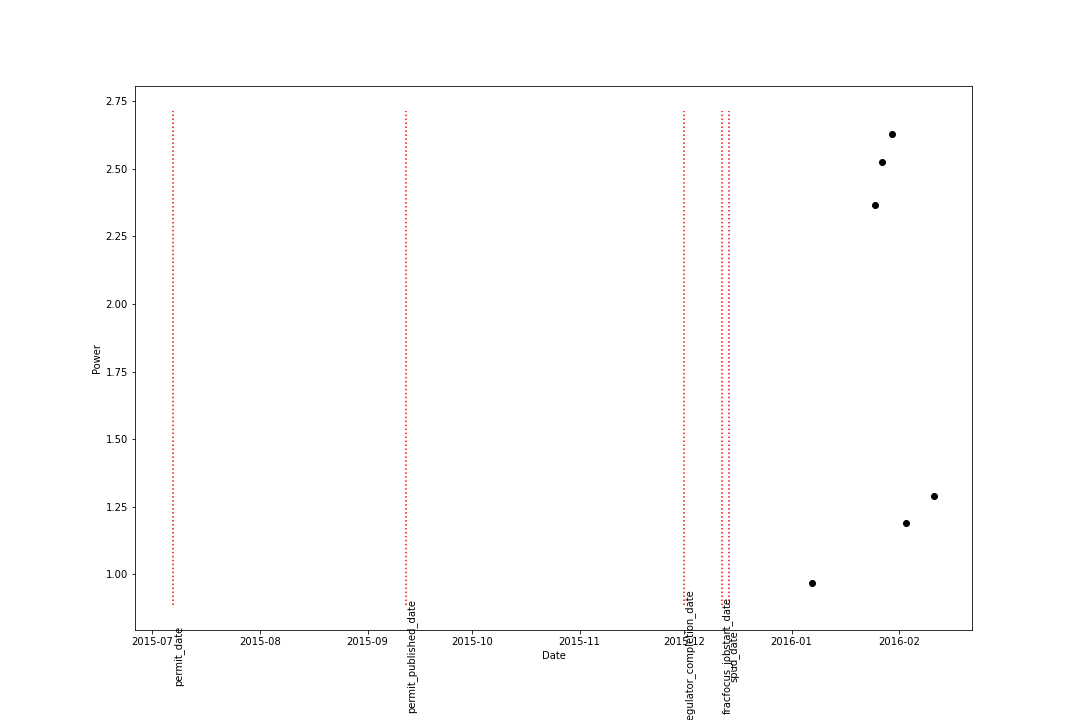 2.75
2.50
2.25
2.00
1.75
1.50
1.25
1.00
Power
2015-07
2015-08
2015-09
2015-10
2015-11
2015-12
2016-01
2016-02
Date
permit_date
permit_published_date
egulator_completion_date
fracfocus_jobstart_date
spud_date